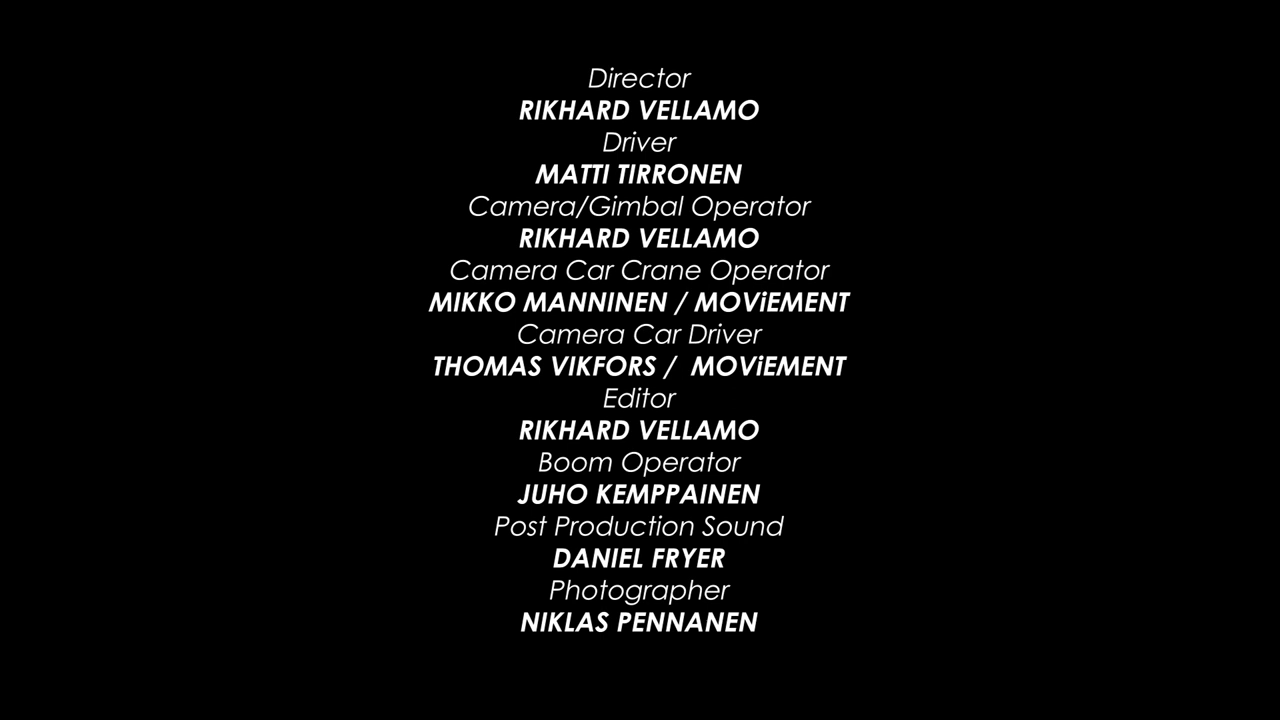 Director
RIKHARD VELLAMO
Driver
MATTI TIRRONEN
Camera/Gimbal Operator
RIKHARD VELLAMO
Camera Car Crane Operator
MIKKO MANNINEN / MOViEMENT
Camera Car Driver
THOMAS VIKFORS /  MOViEMENT
Editor
RIKHARD VELLAMO
Boom Operator
JUHO KEMPPAINEN
Post Production Sound
DANIEL FRYER
Photographer
NIKLAS PENNANEN